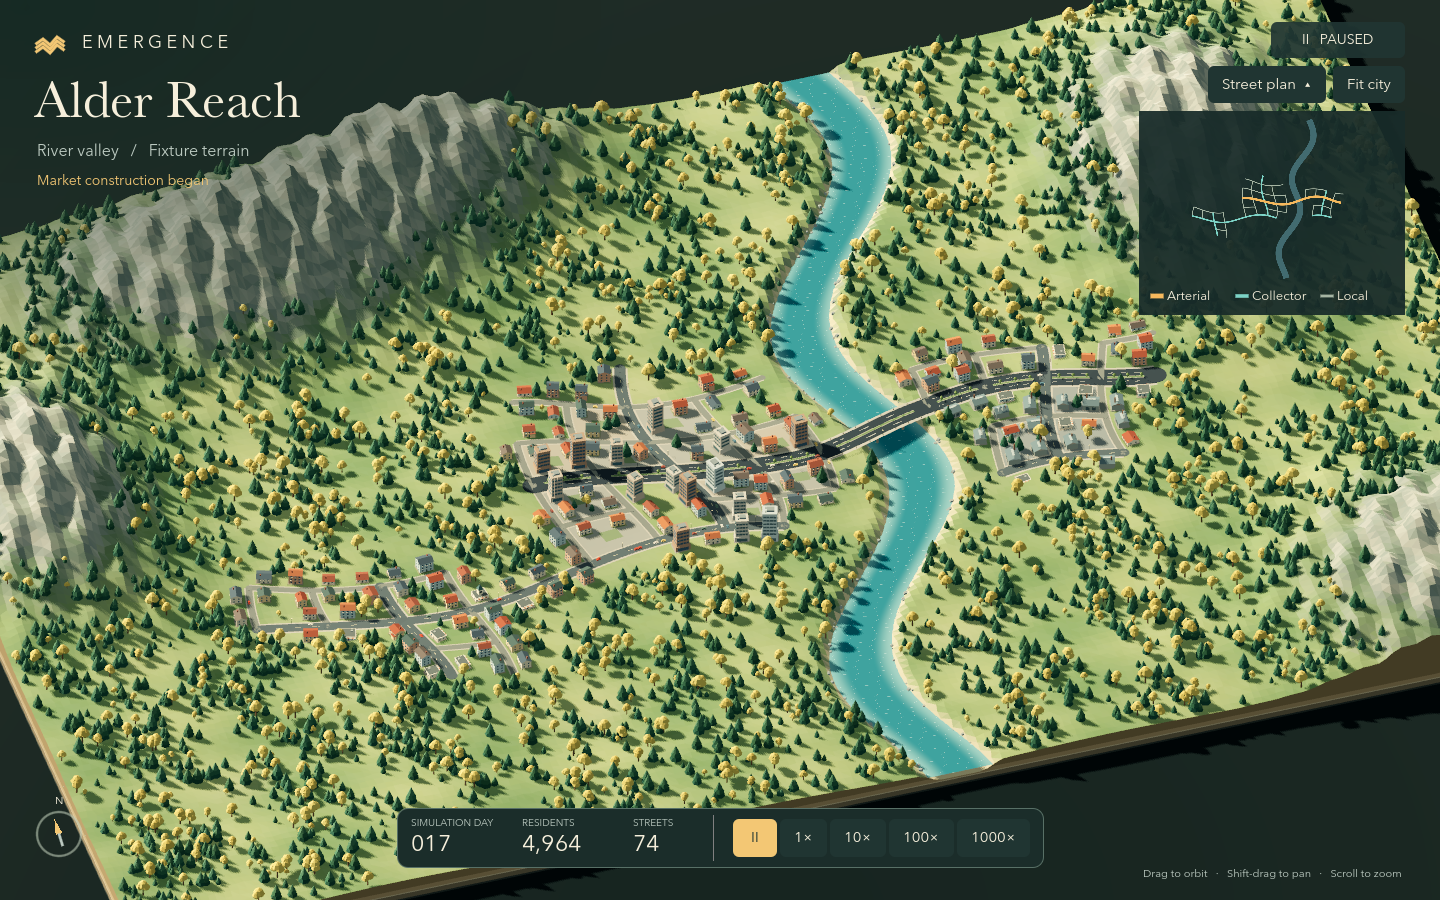 EMERGENCE
Alder Reach
River valley / Fixture terrain
Market construction began
II PAUSED
Street plan ▲
Fit city
Arterial
Collector
Local
N
SIMULATION DAY
017
RESIDENTS
4,964
STREETS
74
II
1×
10×
100×
1000×
Drag to orbit · Shift-drag to pan · Scroll to zoom